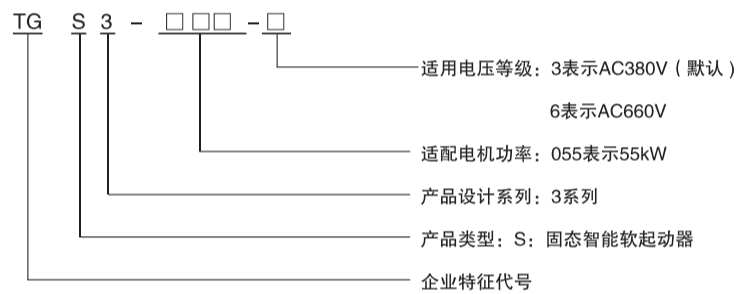 TG S 3 - □□□ - □
适用电压等级：3表示AC380V（默认）
6表示AC660V
适配电机功率：055表示55kW
产品设计系列：3系列
产品类型：S：固态智能软起动器
企业特征代号